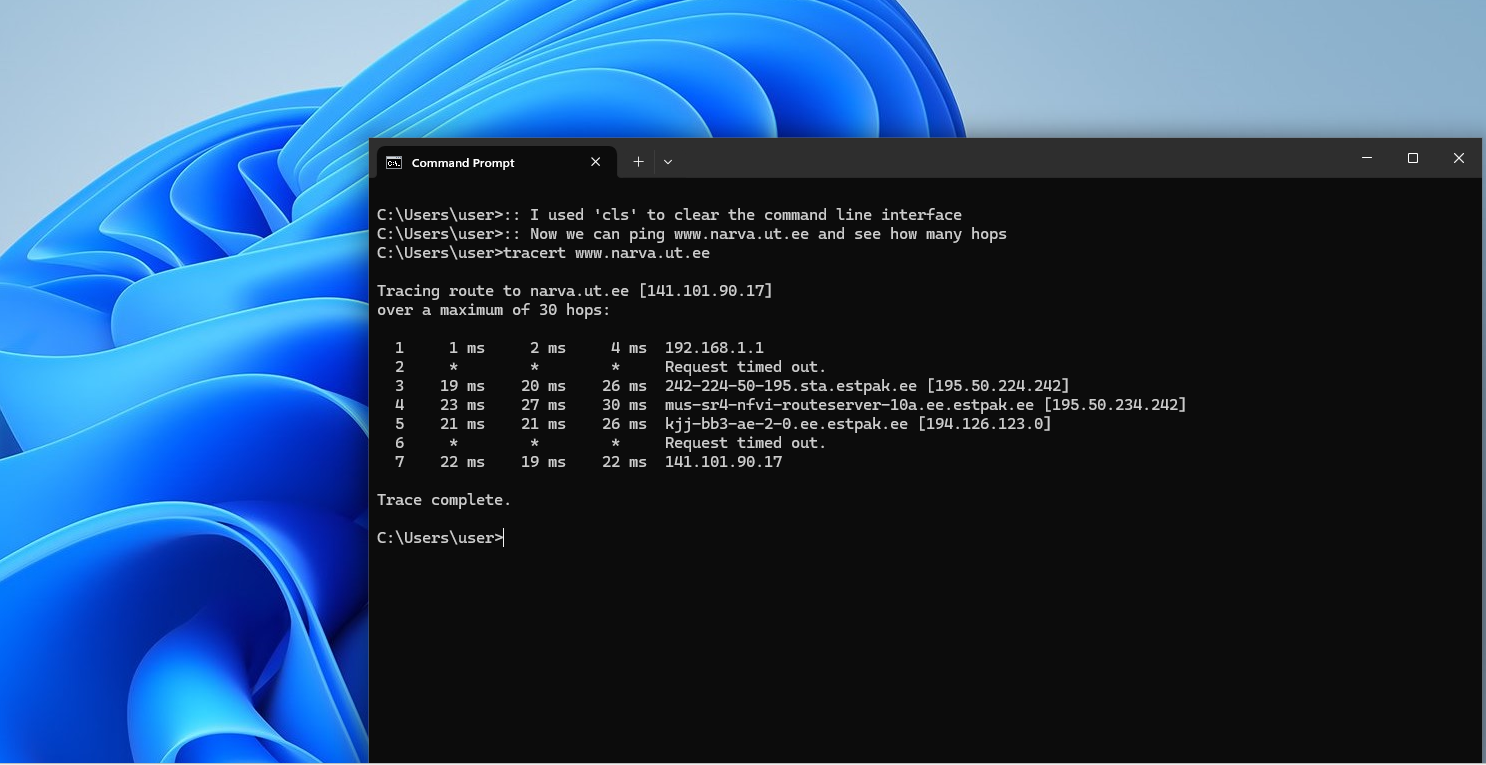 Command Prompt
C:\Users\user>:: I used 'cls' to clear the command line interface
C:\Users\user>:: Now we can ping www.narva.ut.ee and see how many hops
C:\Users\user>tracert www.narva.ut.ee
Tracing route to narva.ut.ee [141.101.90.17]
over a maximum of 30 hops:
1 1 ms 2 ms 4 ms 192.168.1.1
2 * * * Request timed out.
3 19 ms 20 ms 26 ms 242-224-50-195.sta.estpak.ee [195.50.224.242]
4 23 ms 27 ms 30 ms mus-sr4-nfvi-routeserver-10a.ee.estpak.ee [195.50.234.242]
5 21 ms 21 ms 26 ms kjj-bb3-ae-2-0.ee.estpak.ee [194.126.123.0]
6 * * * Request timed out.
7 22 ms 19 ms 22 ms 141.101.90.17
Trace complete.
C:\Users\user>